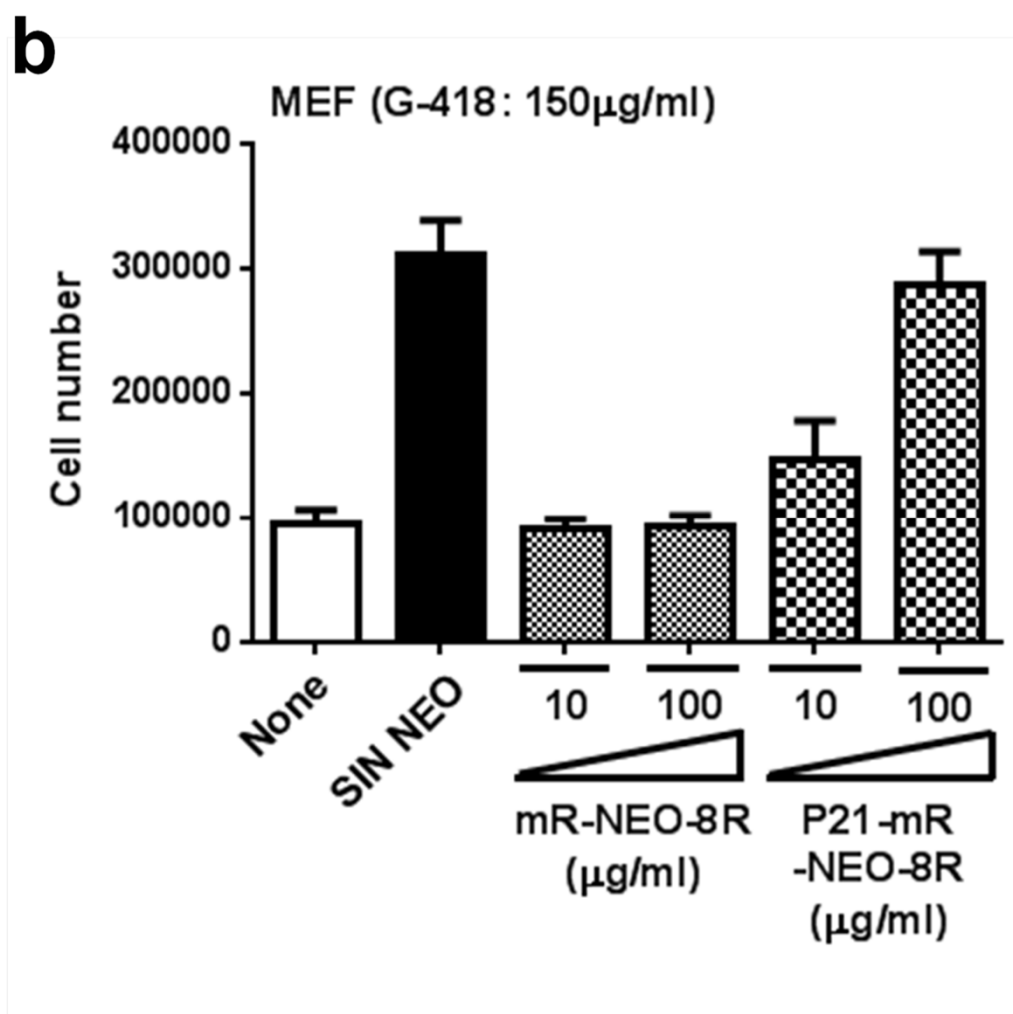 b
MEF (G-418: 150μg/ml)
400000
300000
200000
100000
0
Cell number
None
SIN NEO
10
100
10
100
mR-NEO-8R
(μg/ml)
P21-mR
-NEO-8R
(μg/ml)